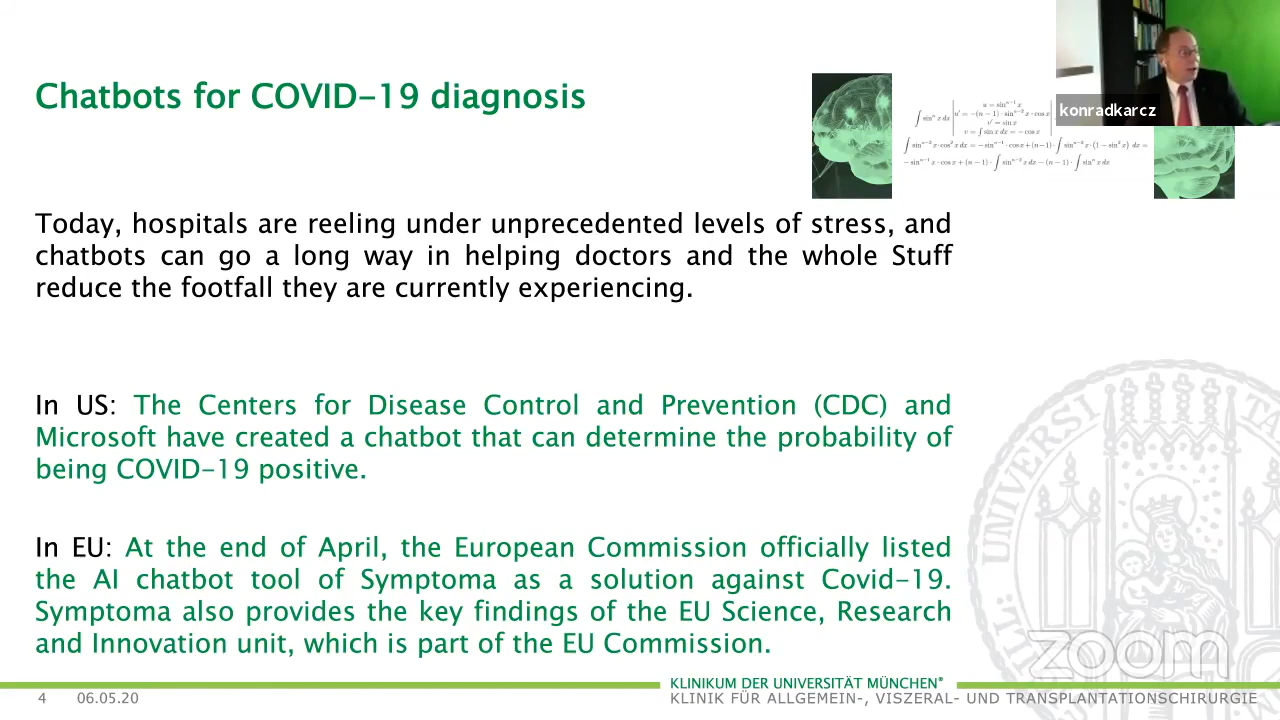 konradkarcz
Chatbots for COVID-19 diagnosis
Today, hospitals are reeling under unprecedented levels of stress, and
chatbots can go a long way in helping doctors and the whole Stuff
reduce the footfall they are currently experiencing.
In US: The Centers for Disease Control and Prevention (CDC) and
Microsoft have created a chatbot that can determine the probability of
being COVID-19 positive.
In EU: At the end of April, the European Commission officially listed
the AI chatbot tool of Symptoma as a solution against Covid-19.
Symptoma also provides the key findings of the EU Science, Research
and Innovation unit, which is part of the EU Commission.
zoom
KLINIKUM DER UNIVERSITÄT MÜNCHEN®
4 06.05.20 KLINIK FÜR ALLGEMEIN-, VISZERAL- UND TRANSPLANTATIONSCHIRURGIE